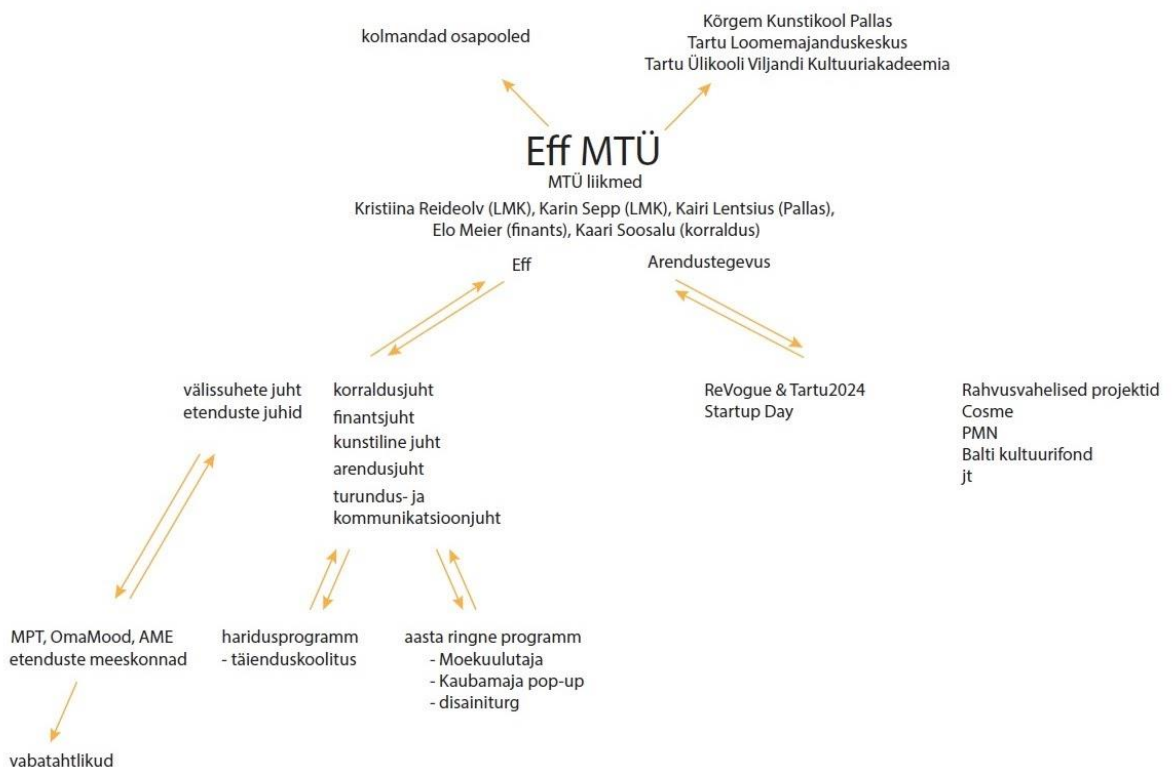 kolmandad osapooled
Kõrgem Kunstikool Pallas
Tartu Loomemajanduskeskus
Tartu Ülikooli Viljandi Kultuuriakadeemia
Eff MTÜ
MTÜ liikmed
Kristiina Reideolv (LMK), Karin Sepp (LMK), Kairi Lentsius (Pallas),
Elo Meier (finants), Kaari Soosalu (korraldus)
Eff
Arendustegevus
välissuhete juht
etenduste juhid
korraldusjuht
finantsjuht
kunstiline juht
arendusjuht
turundus- ja
kommunikatsioonjuht
ReVogue & Tartu2024
Startup Day
Rahvusvahelised projektid
Cosme
PMN
Balti kultuurifond
jt
MPT, OmaMood, AME
etenduste meeskonnad
haridusprogramm
- täienduskoolitus
aasta ringne programm
- Moekuulutaja
- Kaubamaja pop-up
- disainiturg
vabatahtlikud